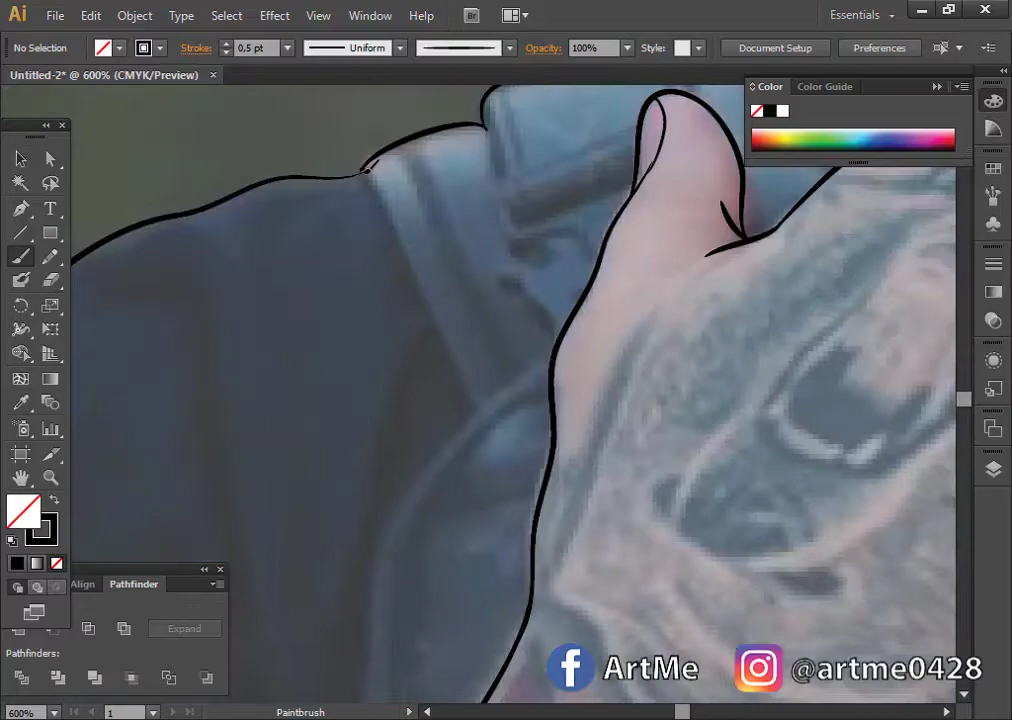 Ai File Edit Object Type Select Effect View Window Help Br Essentials
No Selection Stroke: 0,5 pt Uniform Opacity: 100% Style: Document Setup Preferences
Untitled-2* @ 600% (CMYK/Preview)
Color Color Guide
T
Align Pathfinder
Expand
Pathfinders:
f ArtMe @artme0428
600% 1 Paintbrush